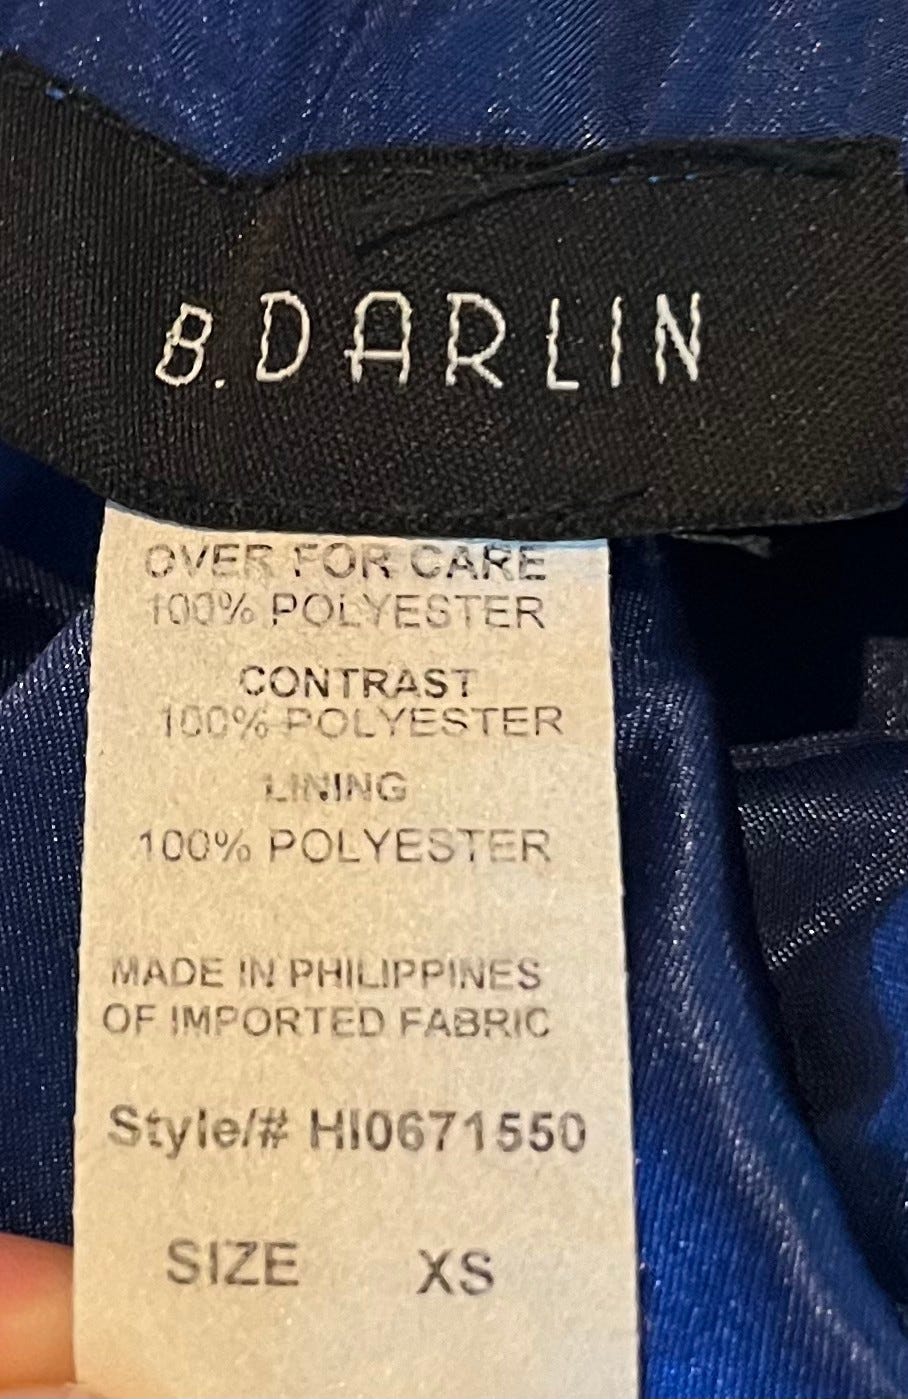 B. DARLIN
OVER FOR CARE
100% POLYESTER
CONTRAST
100% POLYESTER
LINING
100% POLYESTER
MADE IN PHILIPPINES
OF IMPORTED FABRIC
Style/# HI0671550
SIZE XS